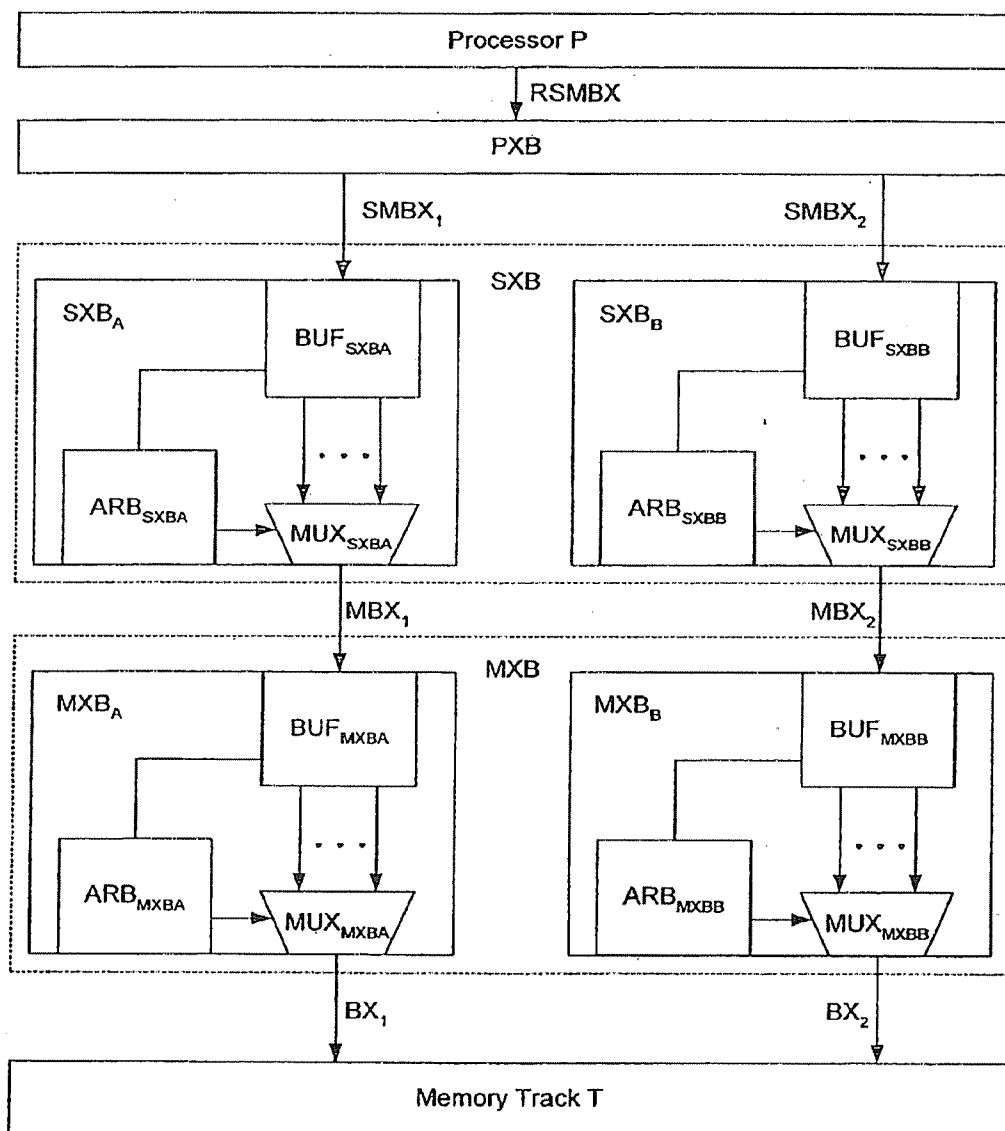 Processor P
RSMBX
PXB
SMBX1
SMBX2
SXB
SXBA
BUFSXBA
ARBSXBA
MUXSXBA
SXBB
BUFSXBB
ARBSXBB
MUXSXBB
MBX1
MBX2
MXB
MXBA
BUFMXBA
ARBMXBA
MUXMXBA
MXBB
BUFMXBB
ARBMXBB
MUXMXBB
BX1
BX2
Memory Track T